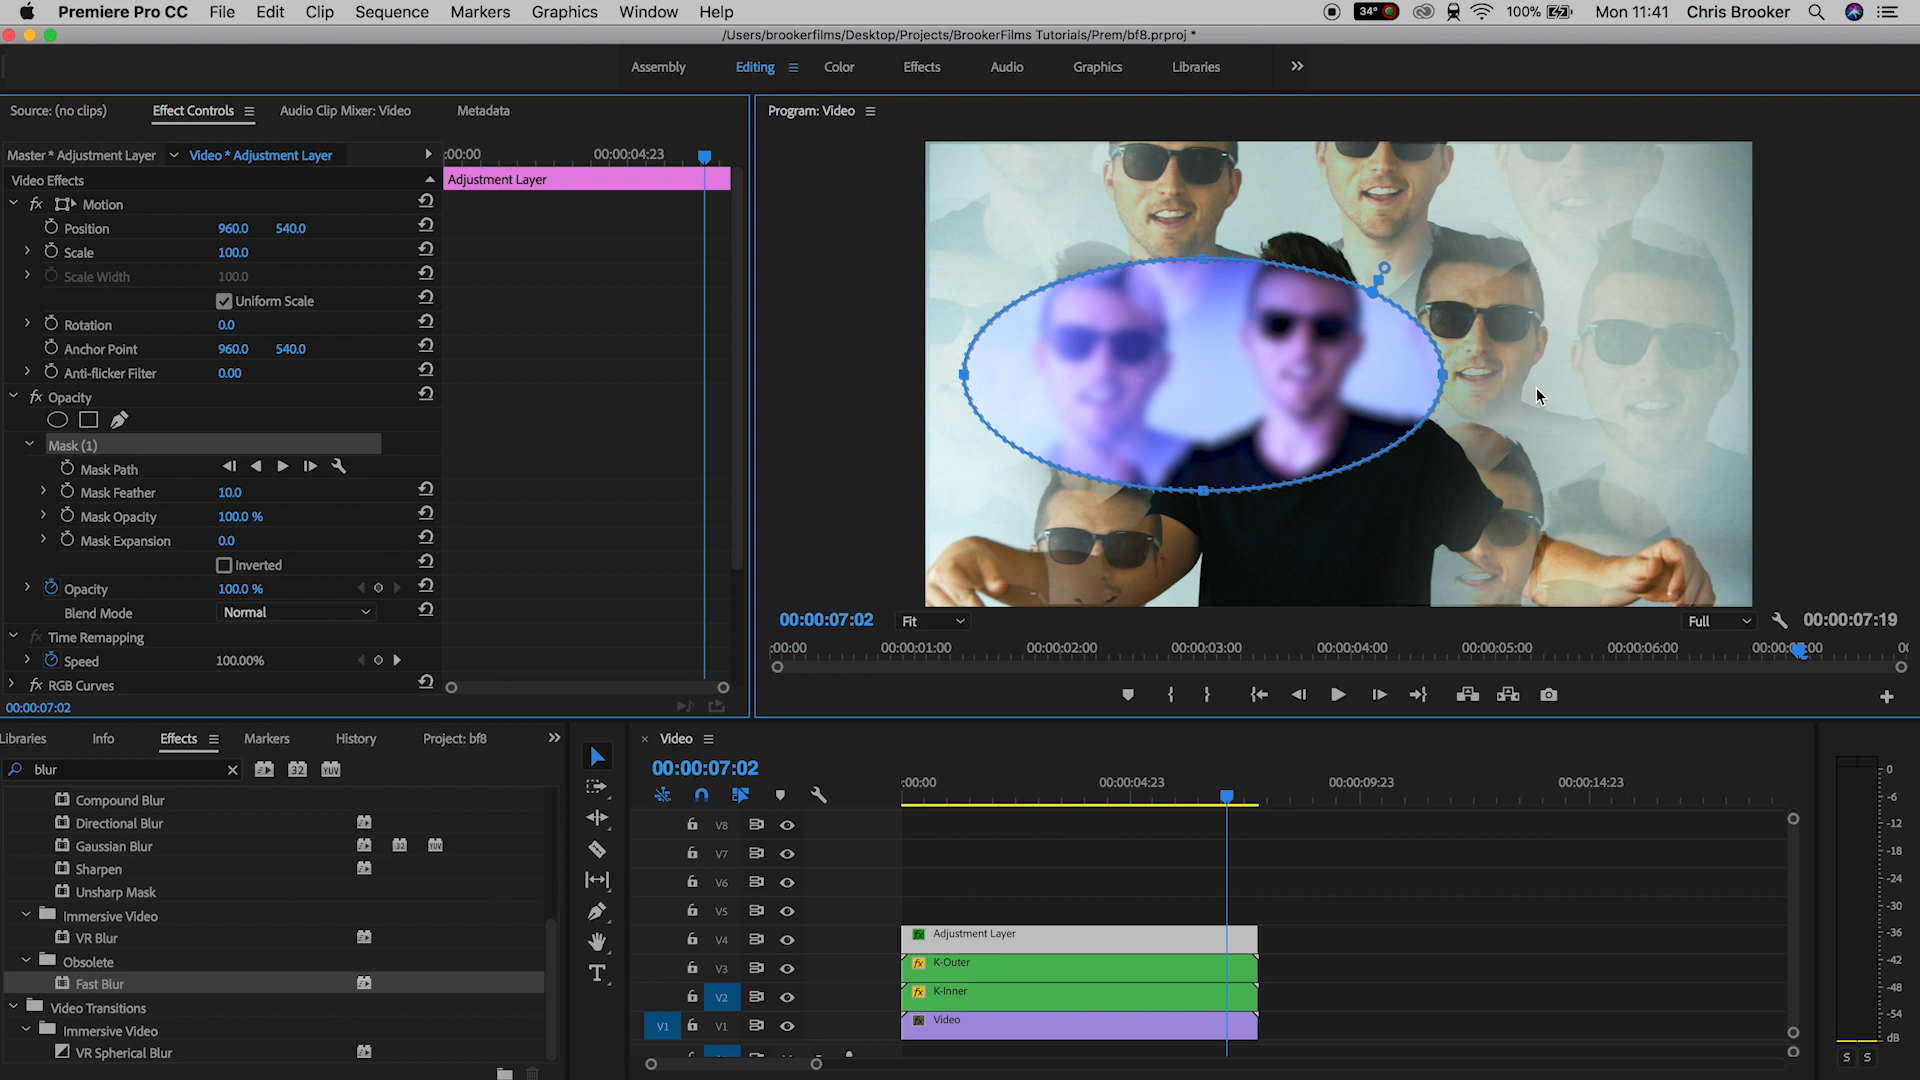 Premiere Pro CC File Edit Clip Sequence Markers Graphics Window Help 34° 100% Mon 11:41 Chris Brooker
/Users/brookerfilms/Desktop/Projects/BrookerFilms Tutorials/Prem/bf8.prproj *
Assembly Editing Color Effects Audio Graphics Libraries
Source: (no clips) Effect Controls Audio Clip Mixer: Video Metadata
Program: Video
Master * Adjustment Layer Video * Adjustment Layer
:00:00 00:00:04:23
Video Effects
Adjustment Layer
fx Motion
Position 960.0 540.0
Scale 100.0
Scale Width 100.0
Uniform Scale
Rotation 0.0
Anchor Point 960.0 540.0
Anti-flicker Filter 0.00
fx Opacity
Mask (1)
Mask Path
Mask Feather 10.0
Mask Opacity 100.0 %
Mask Expansion 0.0
Inverted
Opacity 100.0 %
Blend Mode Normal
fx Time Remapping
Speed 100.00%
fx RGB Curves
00:00:07:02
00:00:07:02 Fit Full 00:00:07:19
:00:00 00:00:01:00 00:00:02:00 00:00:03:00 00:00:04:00 00:00:05:00 00:00:06:00
Libraries Info Effects Markers History Project: bf8
blur 32 YUV
Compound Blur
Directional Blur
Gaussian Blur 32 YUV
Sharpen
Unsharp Mask
Immersive Video
VR Blur
Obsolete
Fast Blur
Video Transitions
Immersive Video
VR Spherical Blur
Video
00:00:07:02
:00:00 00:00:04:23 00:00:09:23 00:00:14:23
V8
V7
V6
V5
V4 fx Adjustment Layer
V3 fx K-Outer
V2 fx K-Inner
V1 V1 fx Video
0
-6
-12
-18
-24
-30
-36
-42
-48
-54
dB
S S